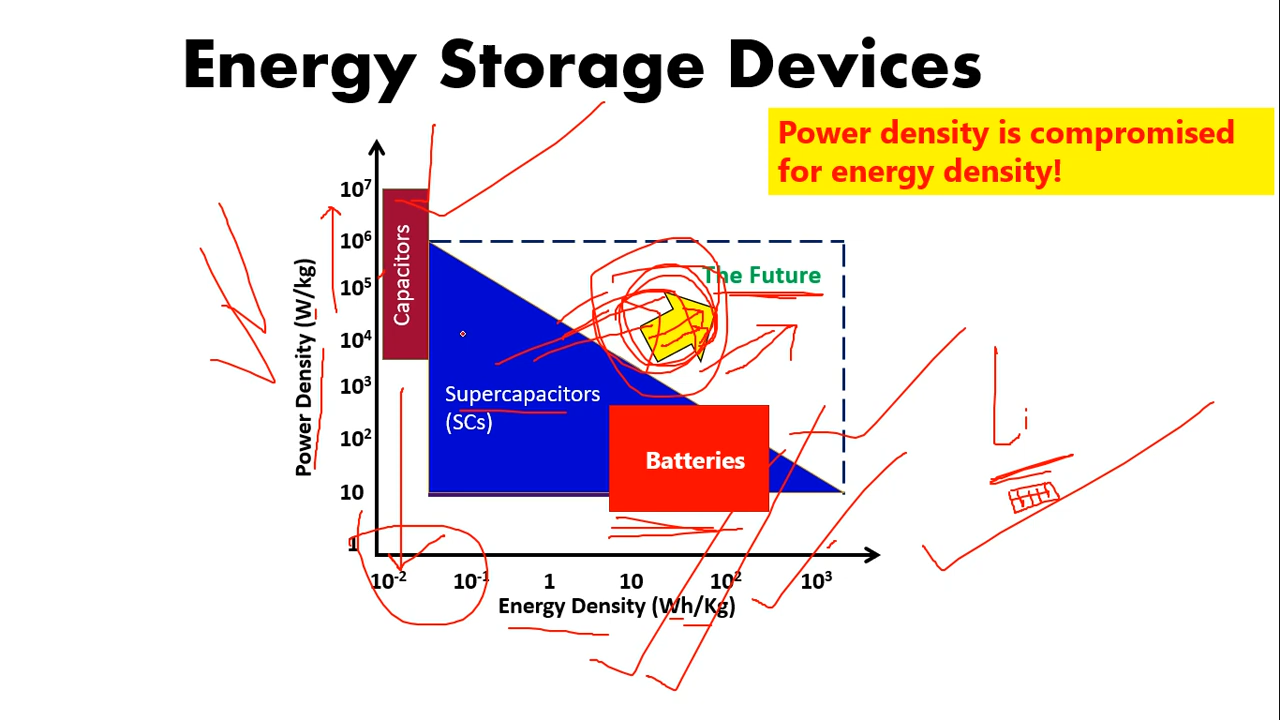 Energy Storage Devices
Power density is compromised
for energy density!
Power Density (W/kg)
10⁷
10⁶
10⁵
10⁴
10³
10²
10
1
Capacitors
The Future
Supercapacitors
(SCs)
Batteries
Li
10⁻² 10⁻¹ 1 10 10² 10³
Energy Density (Wh/Kg)